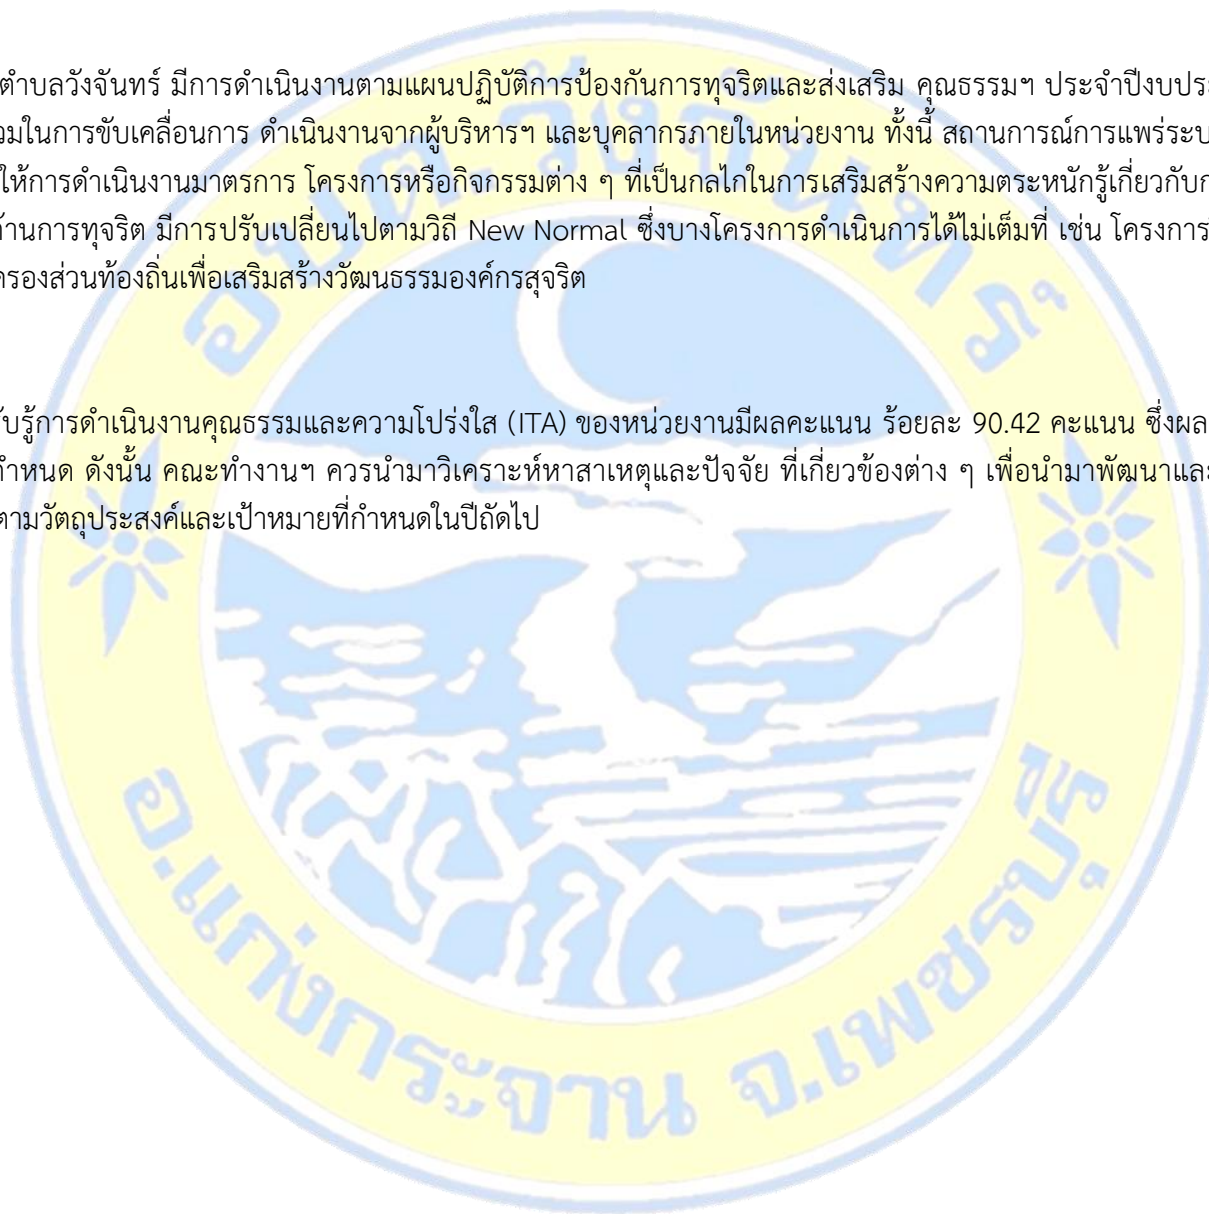 ตำบลวังจันทร์ มีการดำเนินงานตามแผนปฏิบัติการป้องกันการทุจริตและส่งเสริม คุณธรรมฯ ประจำปีงบประ
วมในการขับเคลื่อนการ ดำเนินงานจากผู้บริหารฯ และบุคลากรภายในหน่วยงาน ทั้งนี้ สถานการณ์การแพร่ระบ
ให้การดำเนินงานมาตรการ โครงการหรือกิจกรรมต่าง ๆ ที่เป็นกลไกในการเสริมสร้างความตระหนักรู้เกี่ยวกับก
ด้านการทุจริต มีการปรับเปลี่ยนไปตามวิถี New Normal ซึ่งบางโครงการดำเนินการได้ไม่เต็มที่ เช่น โครงการ
ครองส่วนท้องถิ่นเพื่อเสริมสร้างวัฒนธรรมองค์กรสุจริต
รับรู้การดำเนินงานคุณธรรมและความโปร่งใส (ITA) ของหน่วยงานมีผลคะแนน ร้อยละ 90.42 คะแนน ซึ่งผล
กำหนด ดังนั้น คณะทำงานฯ ควรนำมาวิเคราะห์หาสาเหตุและปัจจัย ที่เกี่ยวข้องต่าง ๆ เพื่อนำมาพัฒนาและ
ตามวัตถุประสงค์และเป้าหมายที่กำหนดในปีถัดไป
อบต.วังจันทร์
อ.แก่งกระจาน จ.เพชรบุรี